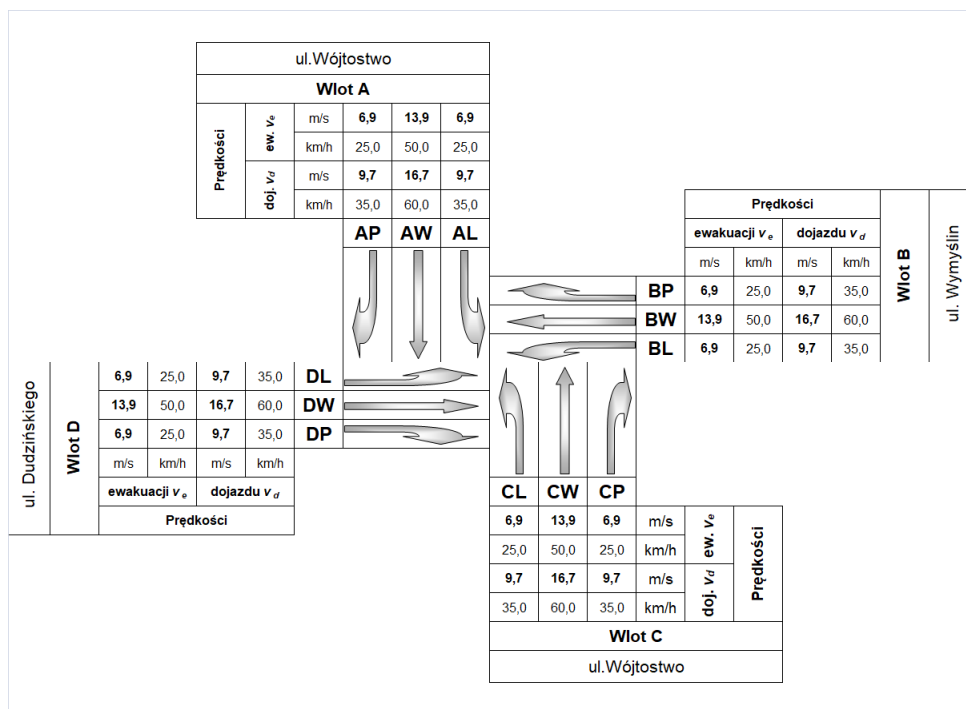 ul.Wójtostwo
Wlot A
Prędkości
ew. vₑ m/s 6,9 13,9 6,9
km/h 25,0 50,0 25,0
doj. v_d m/s 9,7 16,7 9,7
km/h 35,0 60,0 35,0
AP AW AL
Prędkości
ewakuacji v ₑ dojazdu v _d
m/s km/h m/s km/h
BP 6,9 25,0 9,7 35,0
BW 13,9 50,0 16,7 60,0
BL 6,9 25,0 9,7 35,0
Wlot B
ul. Wymyślin
ul. Dudzińskiego
Wlot D
6,9 25,0 9,7 35,0 DL
13,9 50,0 16,7 60,0 DW
6,9 25,0 9,7 35,0 DP
m/s km/h m/s km/h
ewakuacji v ₑ dojazdu v _d
Prędkości
CL CW CP
6,9 13,9 6,9 m/s ew. vₑ
25,0 50,0 25,0 km/h
9,7 16,7 9,7 m/s doj. v_d
35,0 60,0 35,0 km/h
Prędkości
Wlot C
ul.Wójtostwo